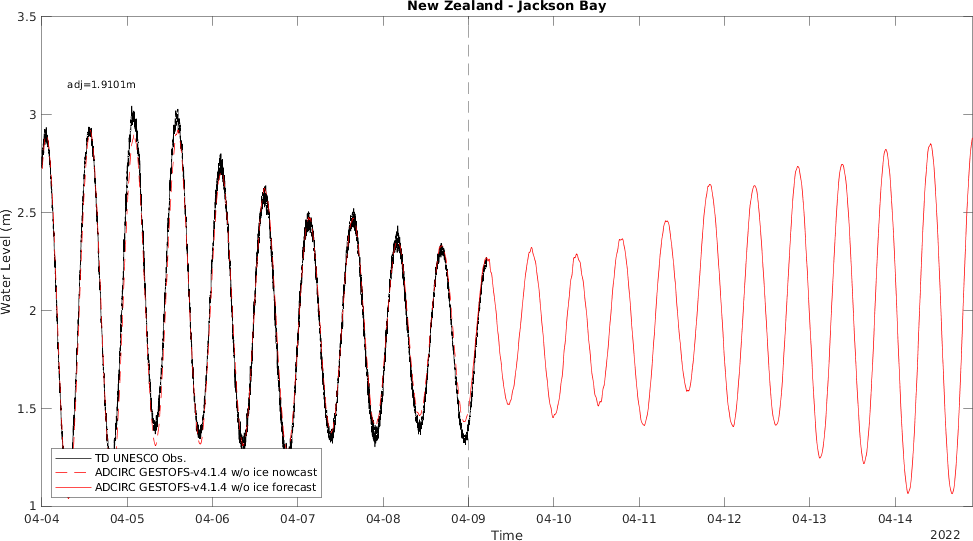 New Zealand - Jackson Bay
adj=1.9101m
3.5
3
2.5
2
1.5
1
Water Level (m)
TD UNESCO Obs.
ADCIRC GESTOFS-v4.1.4 w/o ice nowcast
ADCIRC GESTOFS-v4.1.4 w/o ice forecast
04-04 04-05 04-06 04-07 04-08 04-09 04-10 04-11 04-12 04-13 04-14
Time
2022